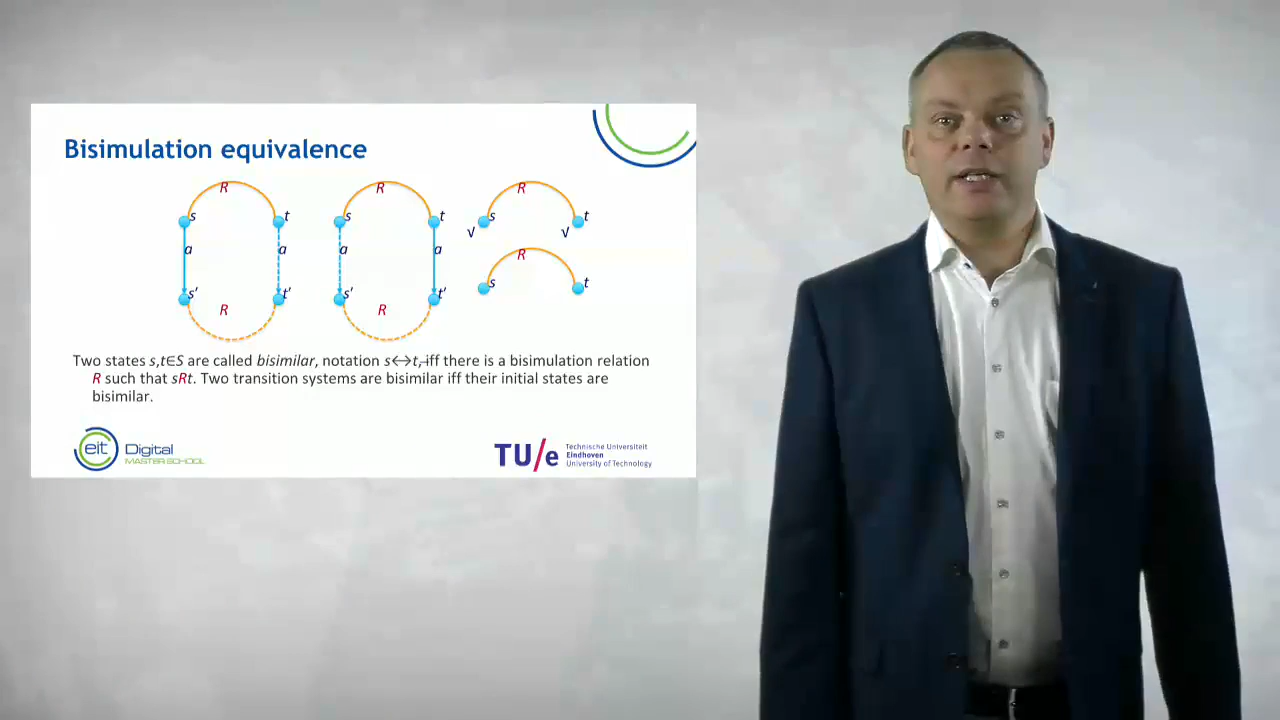 Bisimulation equivalence
R R R
s t s t s t
√ √
a a a a R
s t
s' t' s' t'
R R
Two states s,t∈S are called bisimilar, notation s↔t, iff there is a bisimulation relation
R such that sRt. Two transition systems are bisimilar iff their initial states are
bisimilar.
eit Digital
MASTER SCHOOL
TU/e
Technische Universiteit
Eindhoven
University of Technology